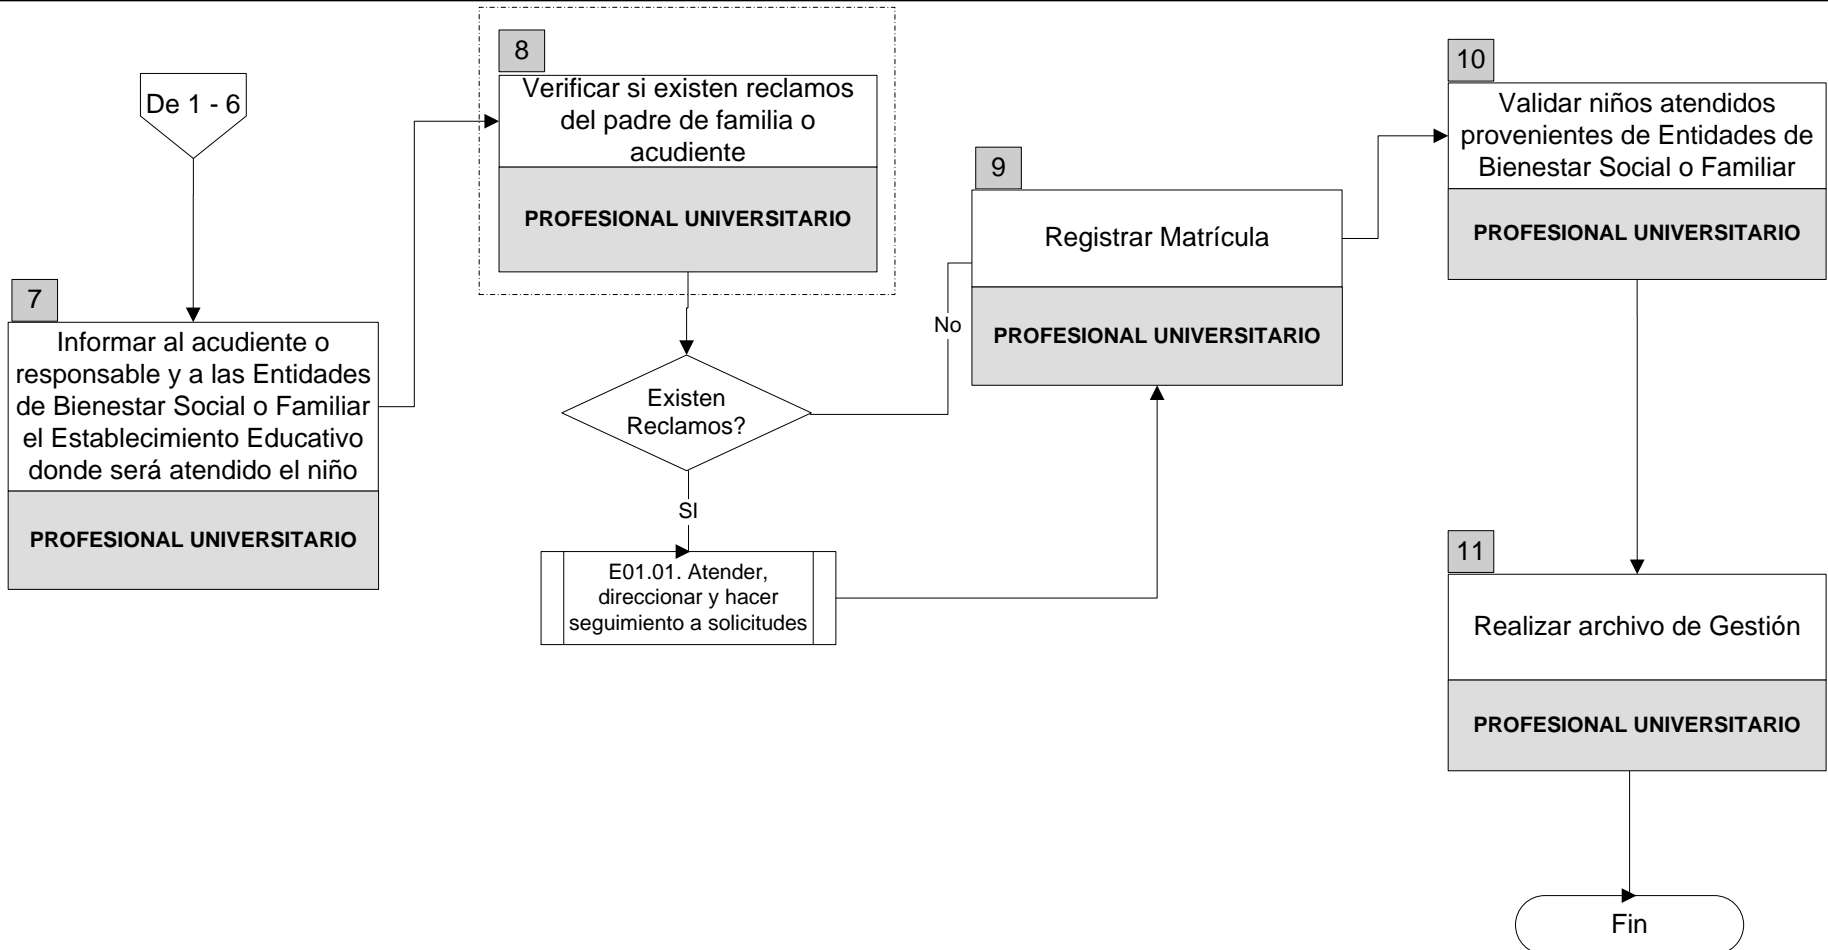 De 1 - 6
7
Informar al acudiente o
responsable y a las Entidades
de Bienestar Social o Familiar
el Establecimiento Educativo
donde será atendido el niño
PROFESIONAL UNIVERSITARIO
8
Verificar si existen reclamos
del padre de familia o
acudiente
PROFESIONAL UNIVERSITARIO
Existen
Reclamos?
No
SI
E01.01. Atender,
direccionar y hacer
seguimiento a solicitudes
9
Registrar Matrícula
PROFESIONAL UNIVERSITARIO
10
Validar niños atendidos
provenientes de Entidades de
Bienestar Social o Familiar
PROFESIONAL UNIVERSITARIO
11
Realizar archivo de Gestión
PROFESIONAL UNIVERSITARIO
Fin